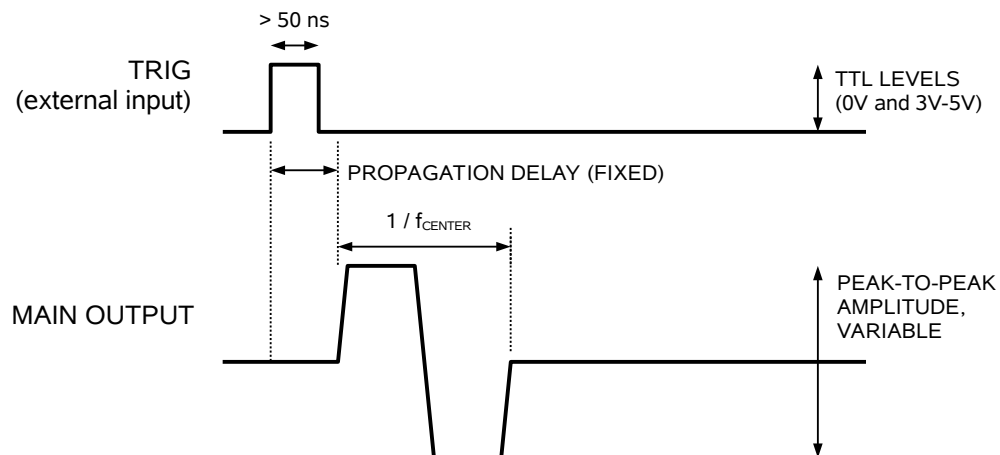 > 50 ns
TRIG
(external input)
TTL LEVELS
(0V and 3V-5V)
PROPAGATION DELAY (FIXED)
1 / fCENTER
MAIN OUTPUT
PEAK-TO-PEAK
AMPLITUDE,
VARIABLE